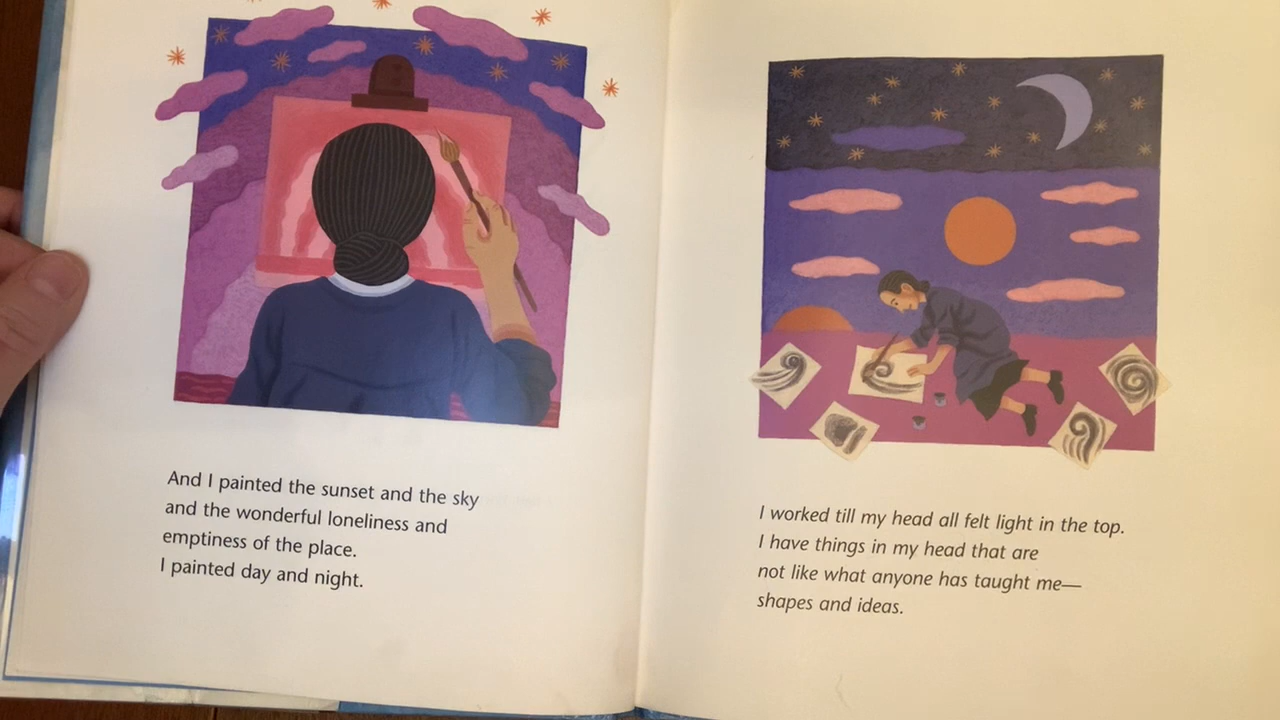 And I painted the sunset and the sky
and the wonderful loneliness and
emptiness of the place.
I painted day and night.
I worked till my head all felt light in the top.
I have things in my head that are
not like what anyone has taught me—
shapes and ideas.